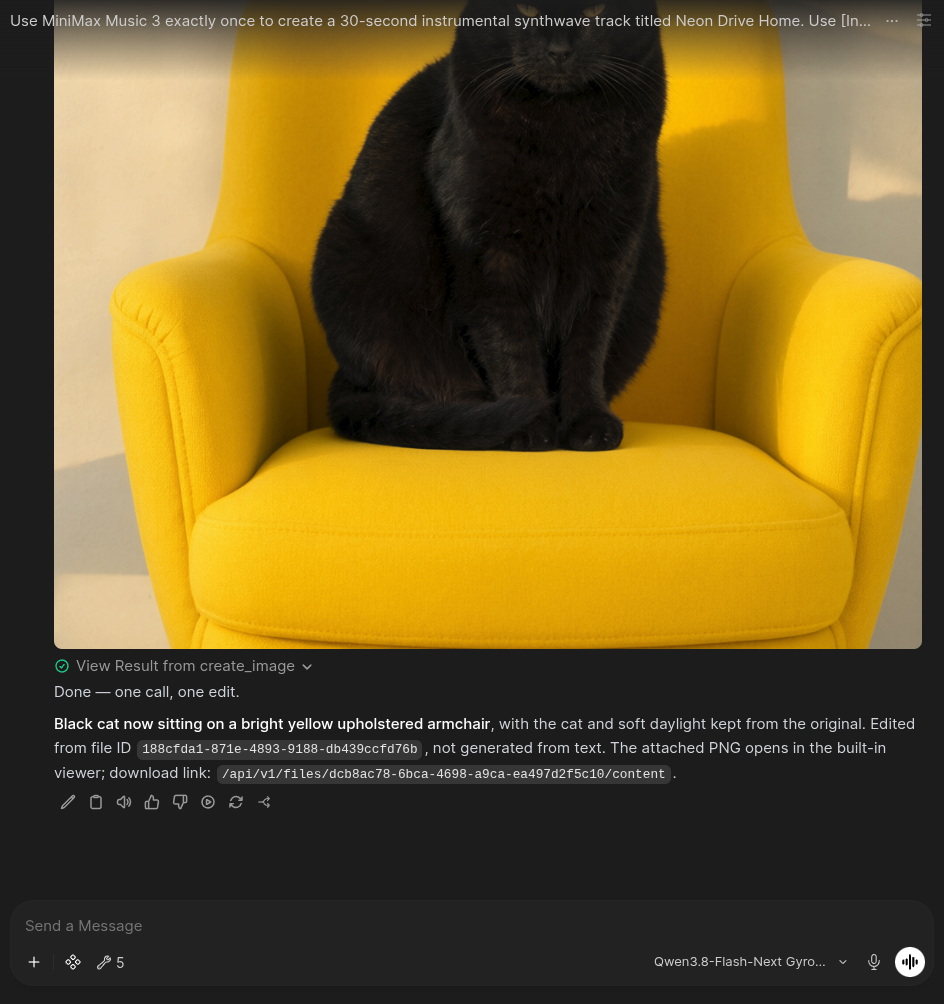 Use MiniMax Music 3 exactly once to create a 30-second instrumental synthwave track titled Neon Drive Home. Use [In...
View Result from create_image
Done — one call, one edit.
Black cat now sitting on a bright yellow upholstered armchair, with the cat and soft daylight kept from the original. Edited
from file ID 188cfda1-871e-4893-9188-db439ccfd76b, not generated from text. The attached PNG opens in the built-in
viewer; download link: /api/v1/files/dcb8ac78-6bca-4698-a9ca-ea497d2f5c10/content.
Send a Message
5
Qwen3.8-Flash-Next Gyro...